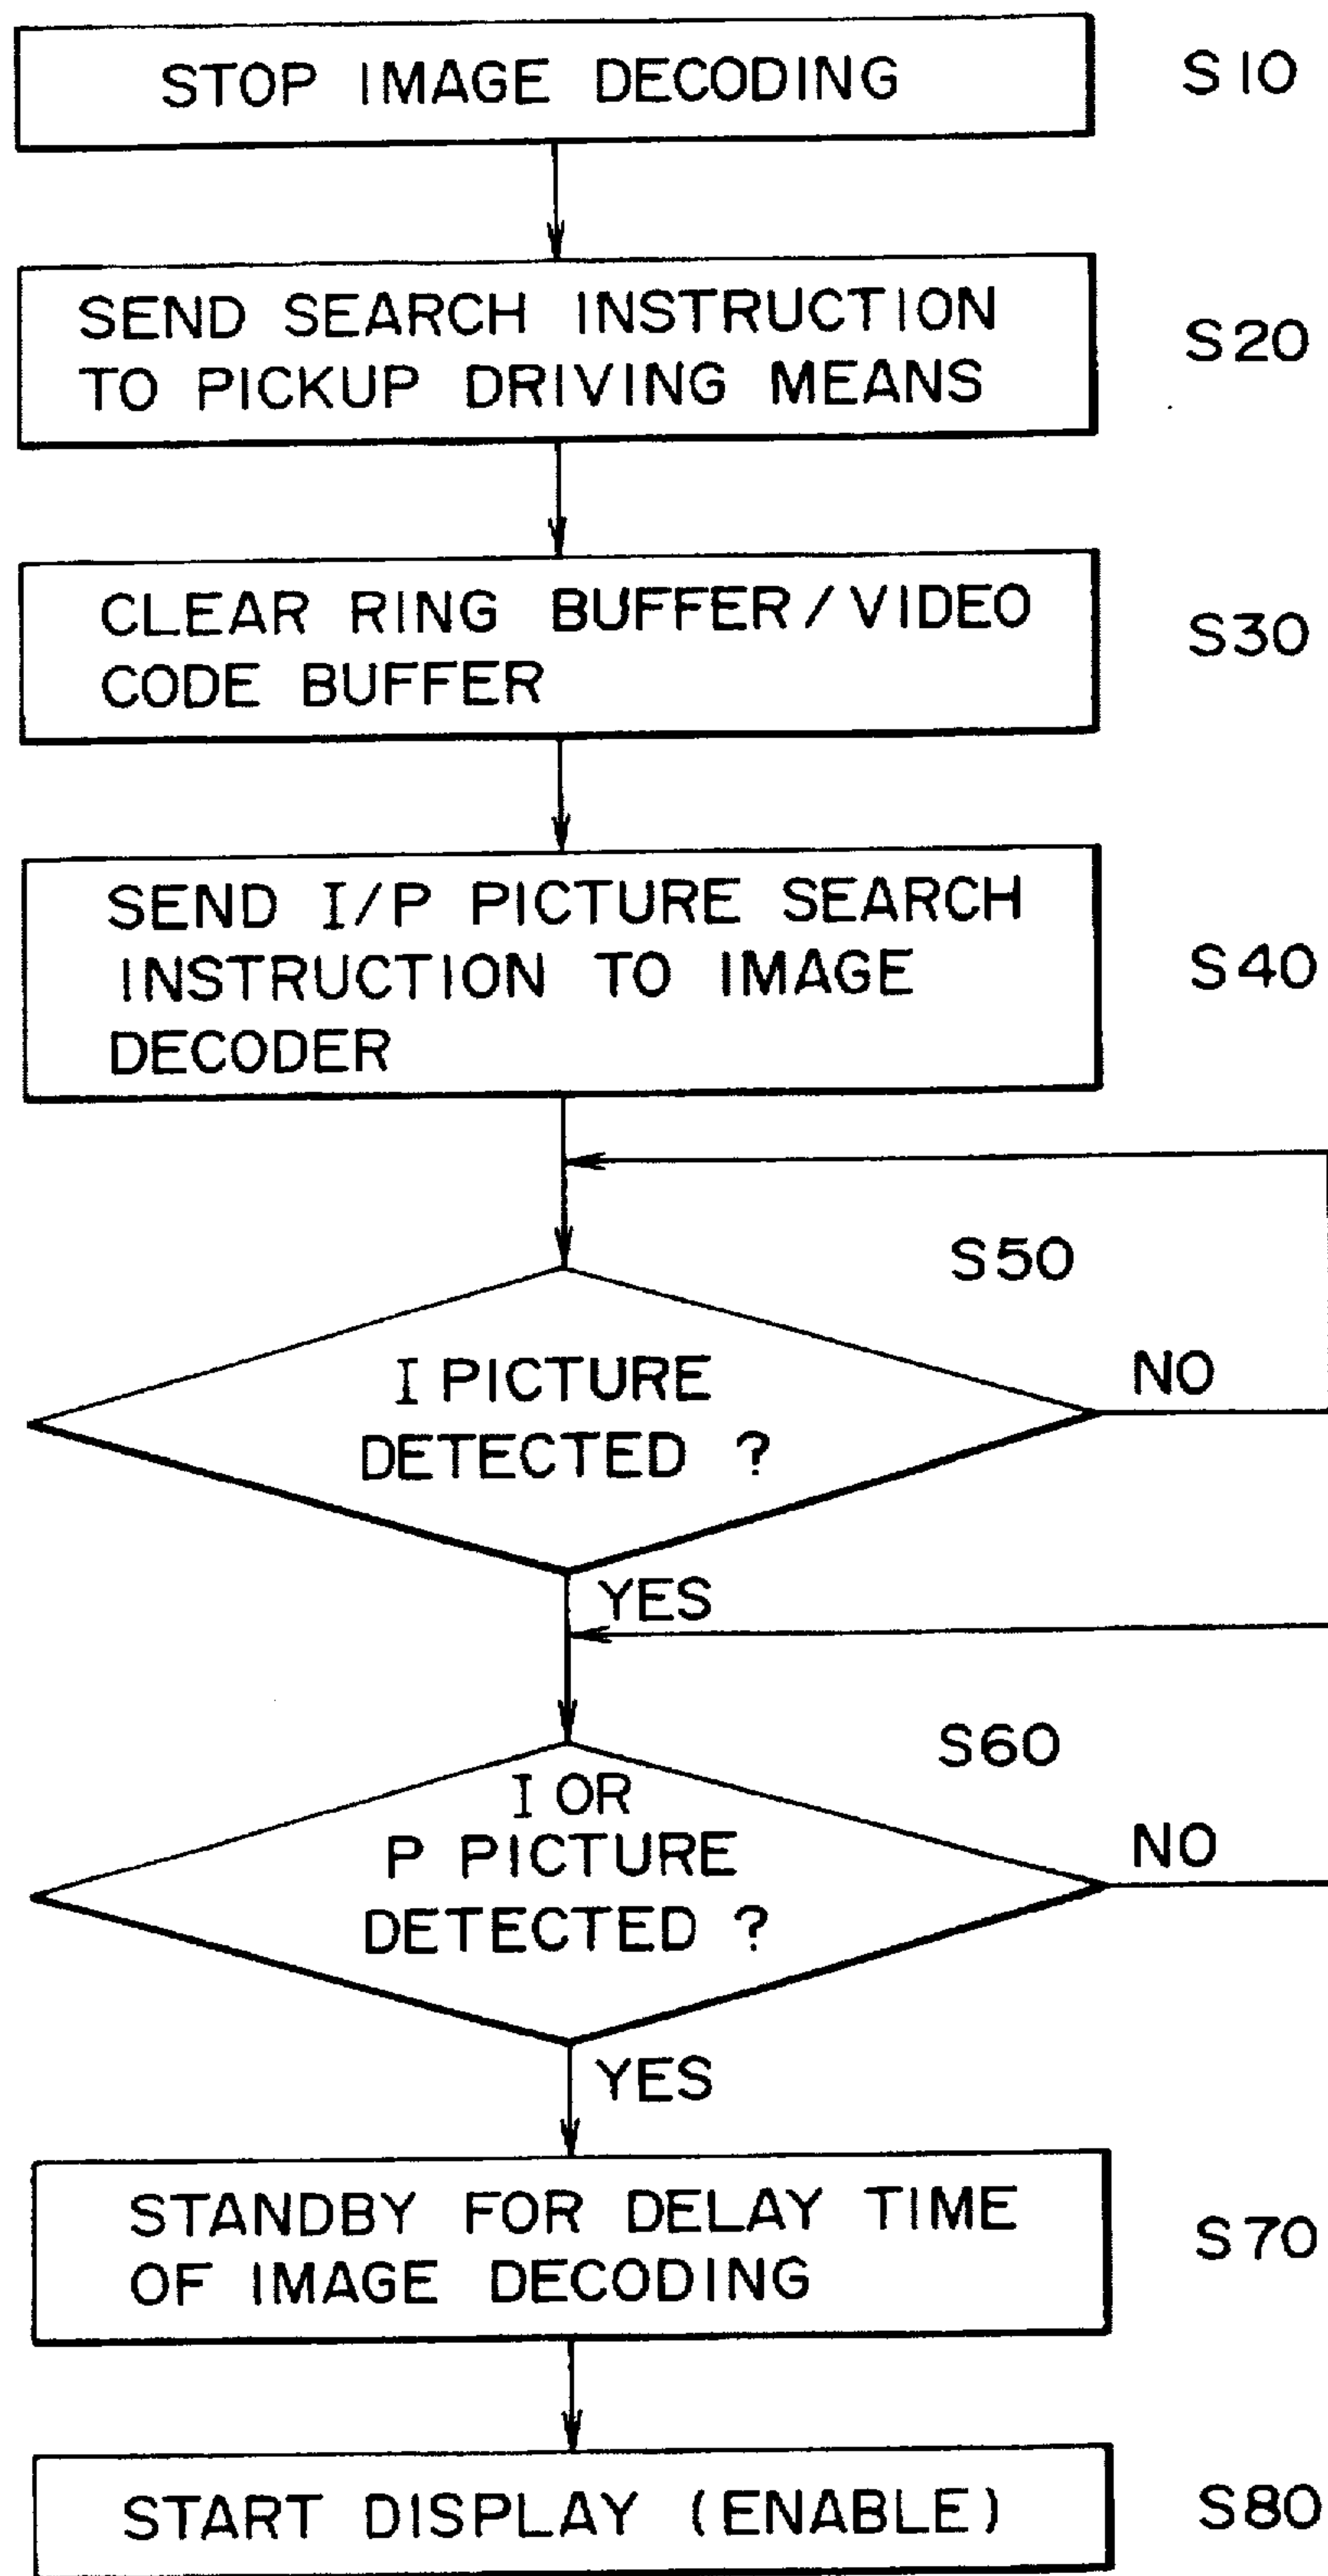 STOP IMAGE DECODING
S10
SEND SEARCH INSTRUCTION
TO PICKUP DRIVING MEANS
S20
CLEAR RING BUFFER/VIDEO
CODE BUFFER
S30
SEND I/P PICTURE SEARCH
INSTRUCTION TO IMAGE
DECODER
S40
S50
I PICTURE
DETECTED ?
NO
YES
S60
I OR
P PICTURE
DETECTED ?
NO
YES
STANDBY FOR DELAY TIME
OF IMAGE DECODING
S70
START DISPLAY (ENABLE)
S80